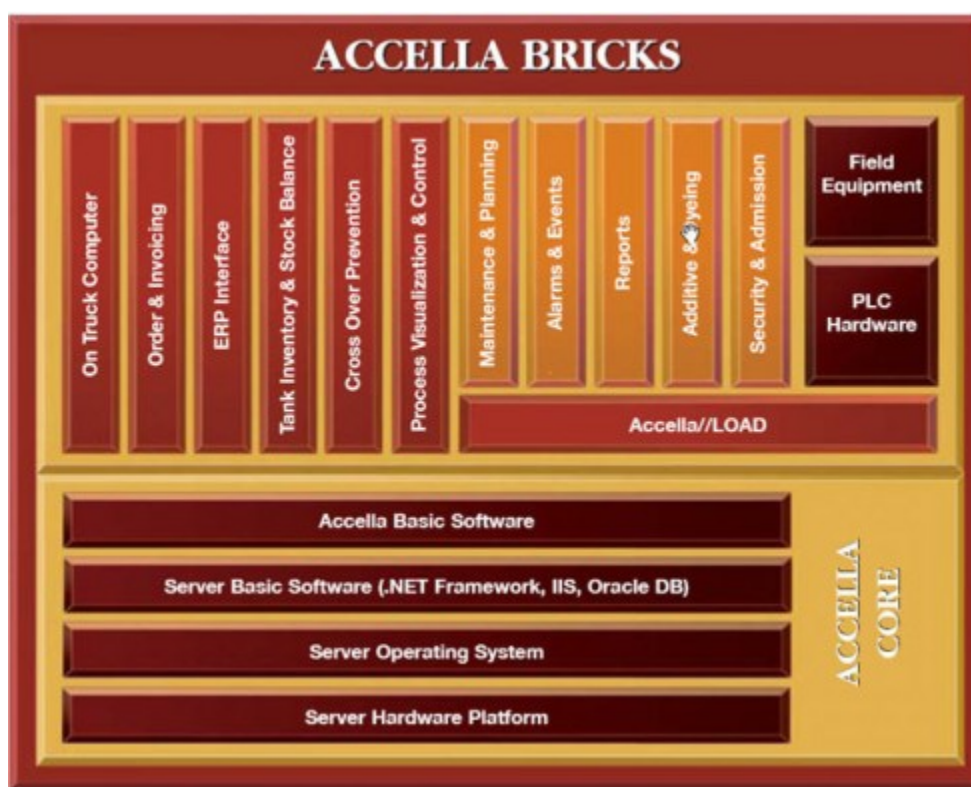 ACCELLA BRICKS
On Truck Computer
Order & Invoicing
ERP Interface
Tank Inventory & Stock Balance
Cross Over Prevention
Process Visualization & Control
Maintenance & Planning
Alarms & Events
Reports
Additive &
Security & Admission
Field
Equipment
PLC
Hardware
Accella//LOAD
Accella Basic Software
Server Basic Software (.NET Framework, IIS, Oracle DB)
Server Operating System
Server Hardware Platform
ACCELLA
CORE